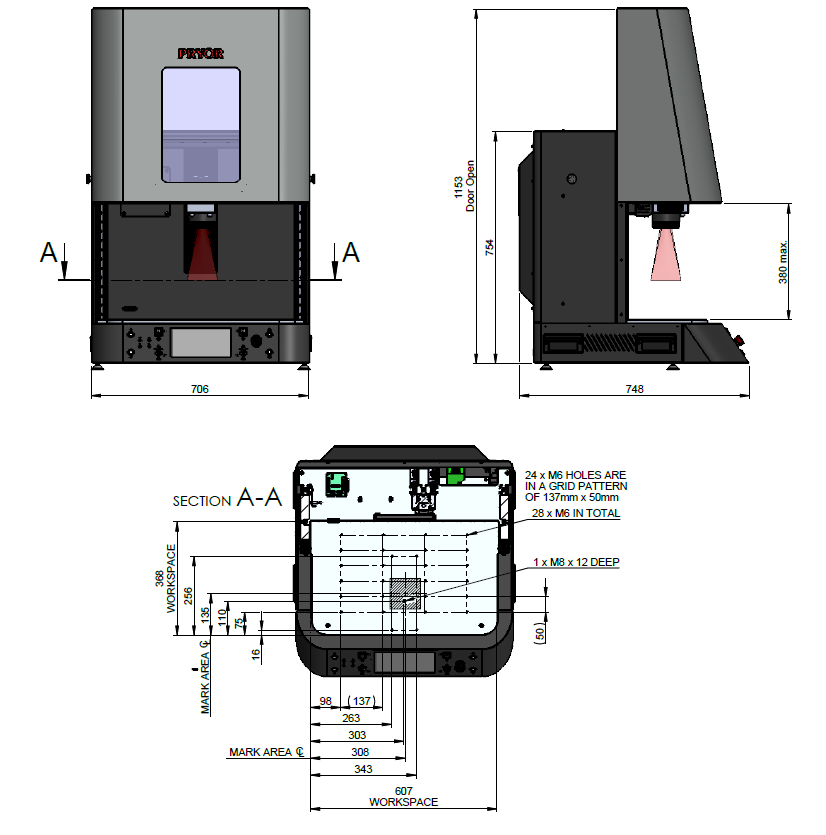 PRYOR
A
A
706
1153
Door Open
754
380 max.
748
SECTION A-A
24 x M6 HOLES ARE
IN A GRID PATTERN
OF 137mm x 50mm
28 x M6 IN TOTAL
1 x M8 x 12 DEEP
368
WORKSPACE
256
135
110
75
16
MARK AREA ℄
(50)
98
(137)
263
303
MARK AREA ℄
308
343
607
WORKSPACE